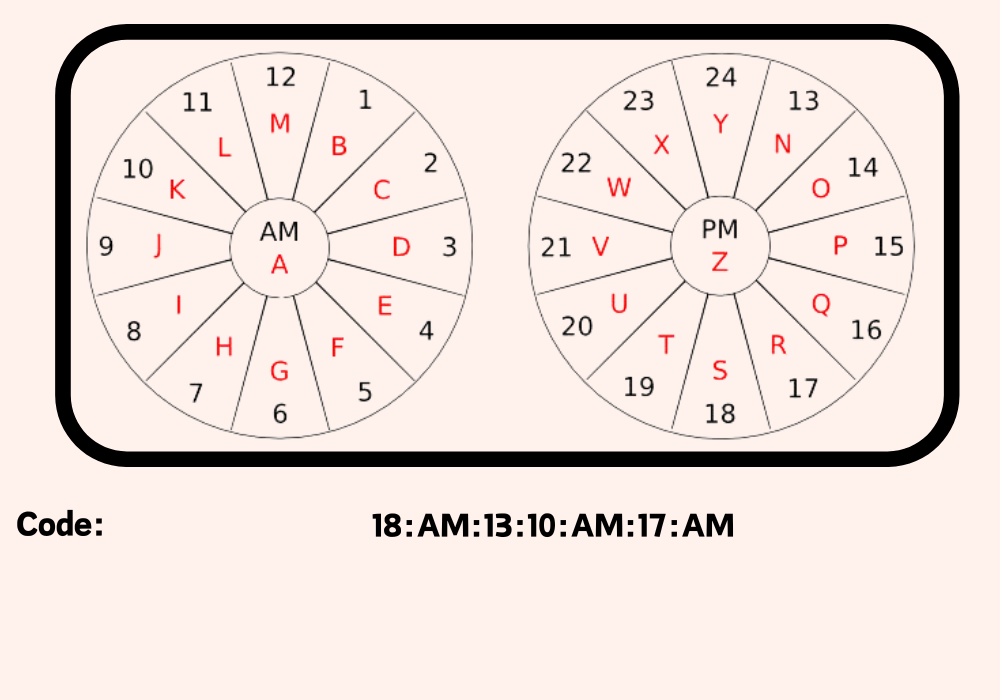 12 M
11 L
1 B
10 K
2 C
9 J
AM A
D 3
8 I
E 4
7 H
F 5
G 6
24 Y
23 X
13 N
22 W
14 O
21 V
PM Z
P 15
20 U
Q 16
19 T
R 17
S 18
Code: 18:AM:13:10:AM:17:AM